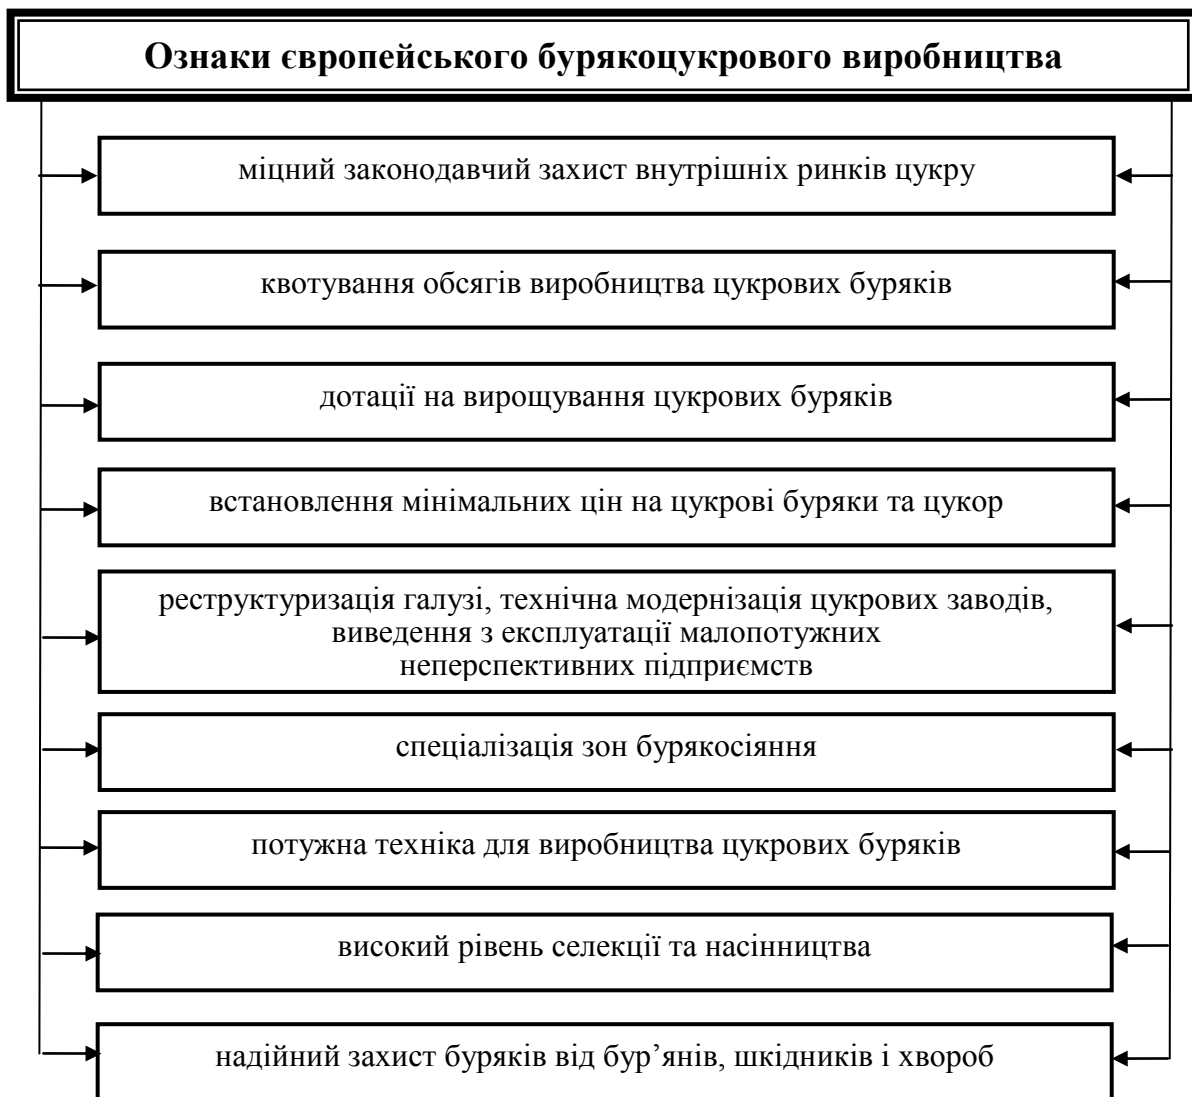 Ознаки європейського бурякоцукрового виробництва
міцний законодавчий захист внутрішніх ринків цукру
квотування обсягів виробництва цукрових буряків
дотації на вирощування цукрових буряків
встановлення мінімальних цін на цукрові буряки та цукор
реструктуризація галузі, технічна модернізація цукрових заводів,
виведення з експлуатації малопотужних
неперспективних підприємств
спеціалізація зон бурякосіяння
потужна техніка для виробництва цукрових буряків
високий рівень селекції та насінництва
надійний захист буряків від бур’янів, шкідників і хвороб